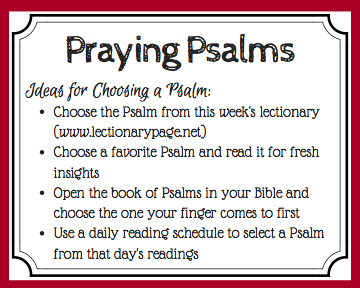 Praying Psalms
Ideas for Choosing a Psalm:
• Choose the Psalm from this week's lectionary
(www.lectionarypage.net)
• Choose a favorite Psalm and read it for fresh
insights
• Open the book of Psalms in your Bible and
choose the one your finger comes to first
• Use a daily reading schedule to select a Psalm
from that day's readings